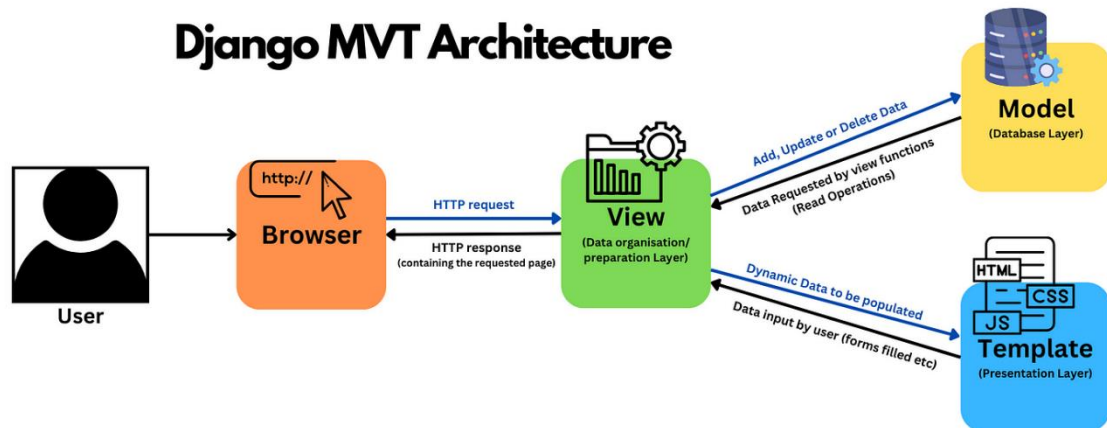 Django MVT Architecture
User
http://
Browser
HTTP request
HTTP response
(containing the requested page)
View
(Data organisation/
preparation Layer)
Add, Update or Delete Data
Data Requested by view functions
(Read Operations)
Model
(Database Layer)
Dynamic Data to be populated
Data input by user (forms filled etc)
HTML
CSS
JS
Template
(Presentation Layer)